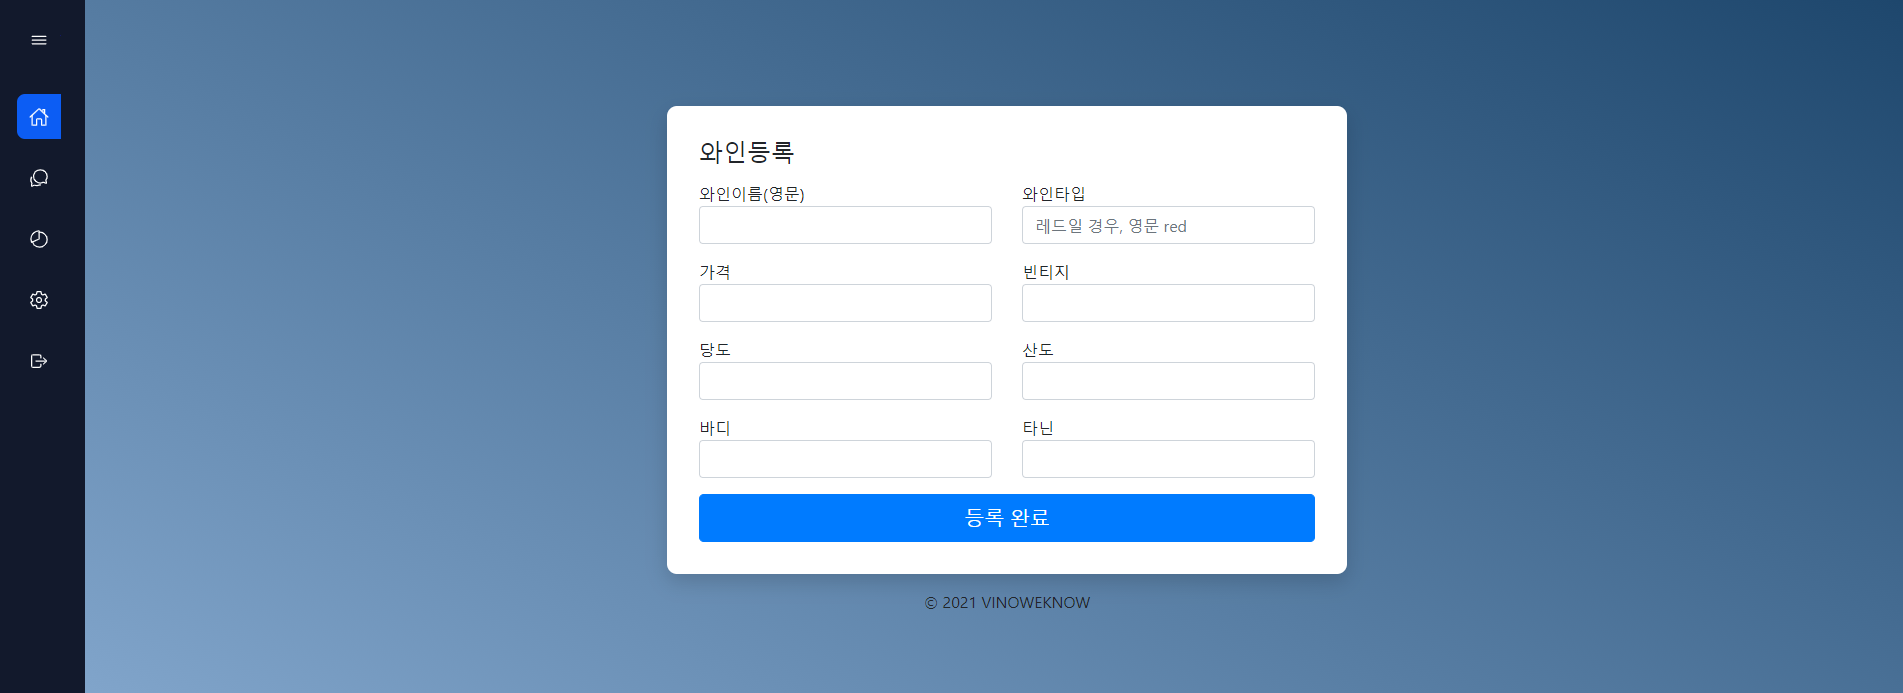 와인등록
와인이름(영문)
와인타입
레드일 경우, 영문 red
가격
빈티지
당도
산도
바디
타닌
등록 완료
© 2021 VINOWEKNOW